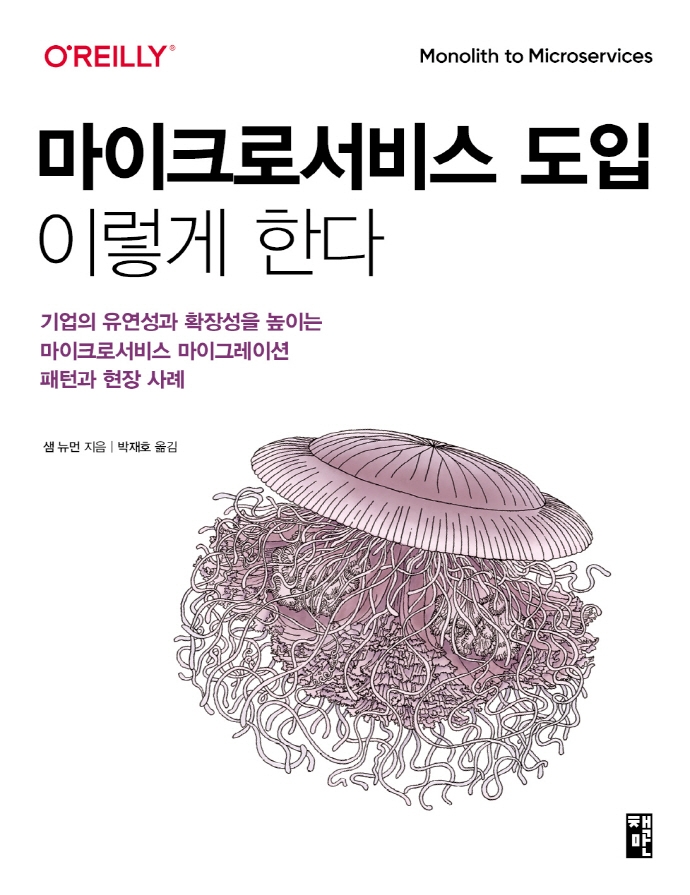 O'REILLY®
Monolith to Microservices
마이크로서비스 도입
이렇게 한다
기업의 유연성과 확장성을 높이는
마이크로서비스 마이그레이션
패턴과 현장 사례
샘 뉴먼 지음 | 박재호 옮김
책만